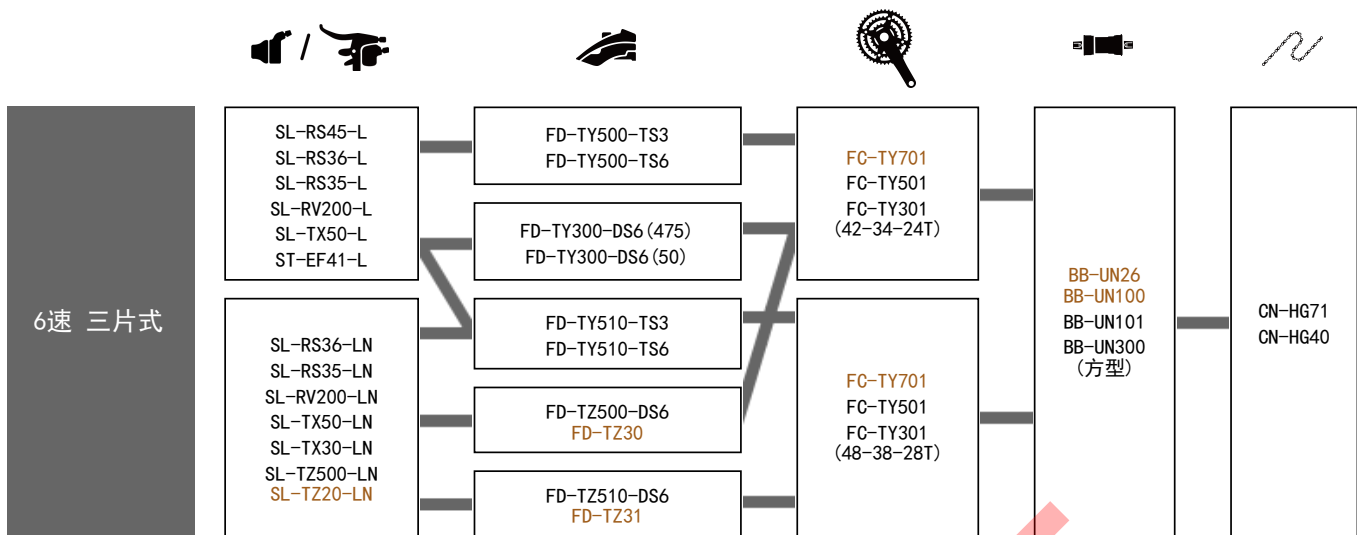 6速 三片式
SL-RS45-L
SL-RS36-L
SL-RS35-L
SL-RV200-L
SL-TX50-L
ST-EF41-L
SL-RS36-LN
SL-RS35-LN
SL-RV200-LN
SL-TX50-LN
SL-TX30-LN
SL-TZ500-LN
SL-TZ20-LN
FD-TY500-TS3
FD-TY500-TS6
FD-TY300-DS6(475)
FD-TY300-DS6(50)
FD-TY510-TS3
FD-TY510-TS6
FD-TZ500-DS6
FD-TZ30
FD-TZ510-DS6
FD-TZ31
FC-TY701
FC-TY501
FC-TY301
(42-34-24T)
FC-TY701
FC-TY501
FC-TY301
(48-38-28T)
BB-UN26
BB-UN100
BB-UN101
BB-UN300
(方型)
CN-HG71
CN-HG40